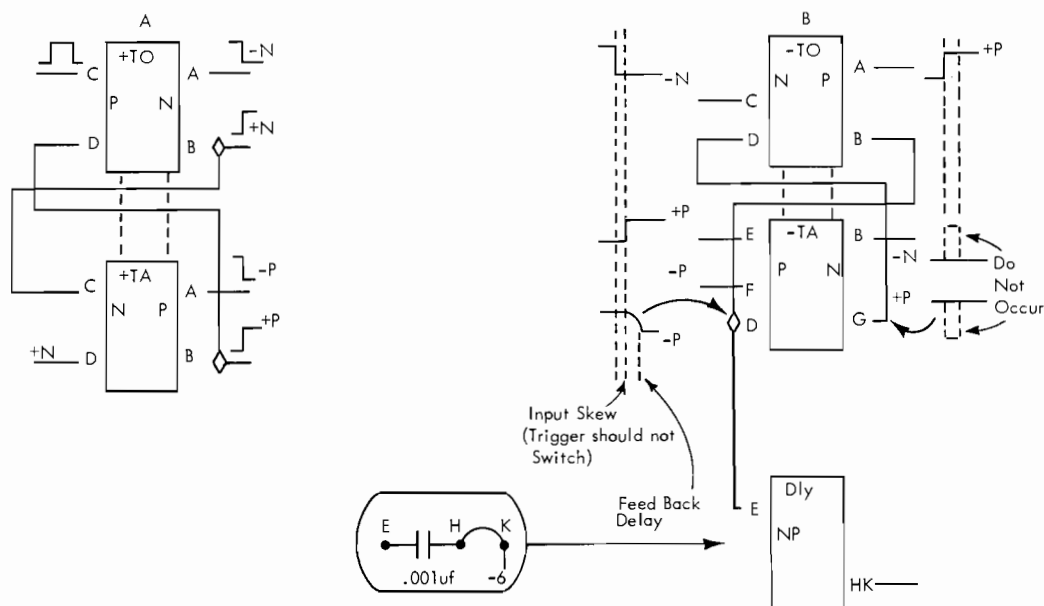 A
+TO
C
A
-N
P
N
+N
D
B
+TA
C
A
-P
N
P
+P
+N
D
B
B
-TO
-N
N
P
A
+P
C
D
B
+P
-TA
E
B
-P
P
N
-N
Do
F
+P
Not
D
G
Occur
-P
Input Skew
(Trigger should not
Switch)
Feed Back
Delay
E
Dly
NP
HK
E
H
K
.001uf
-6